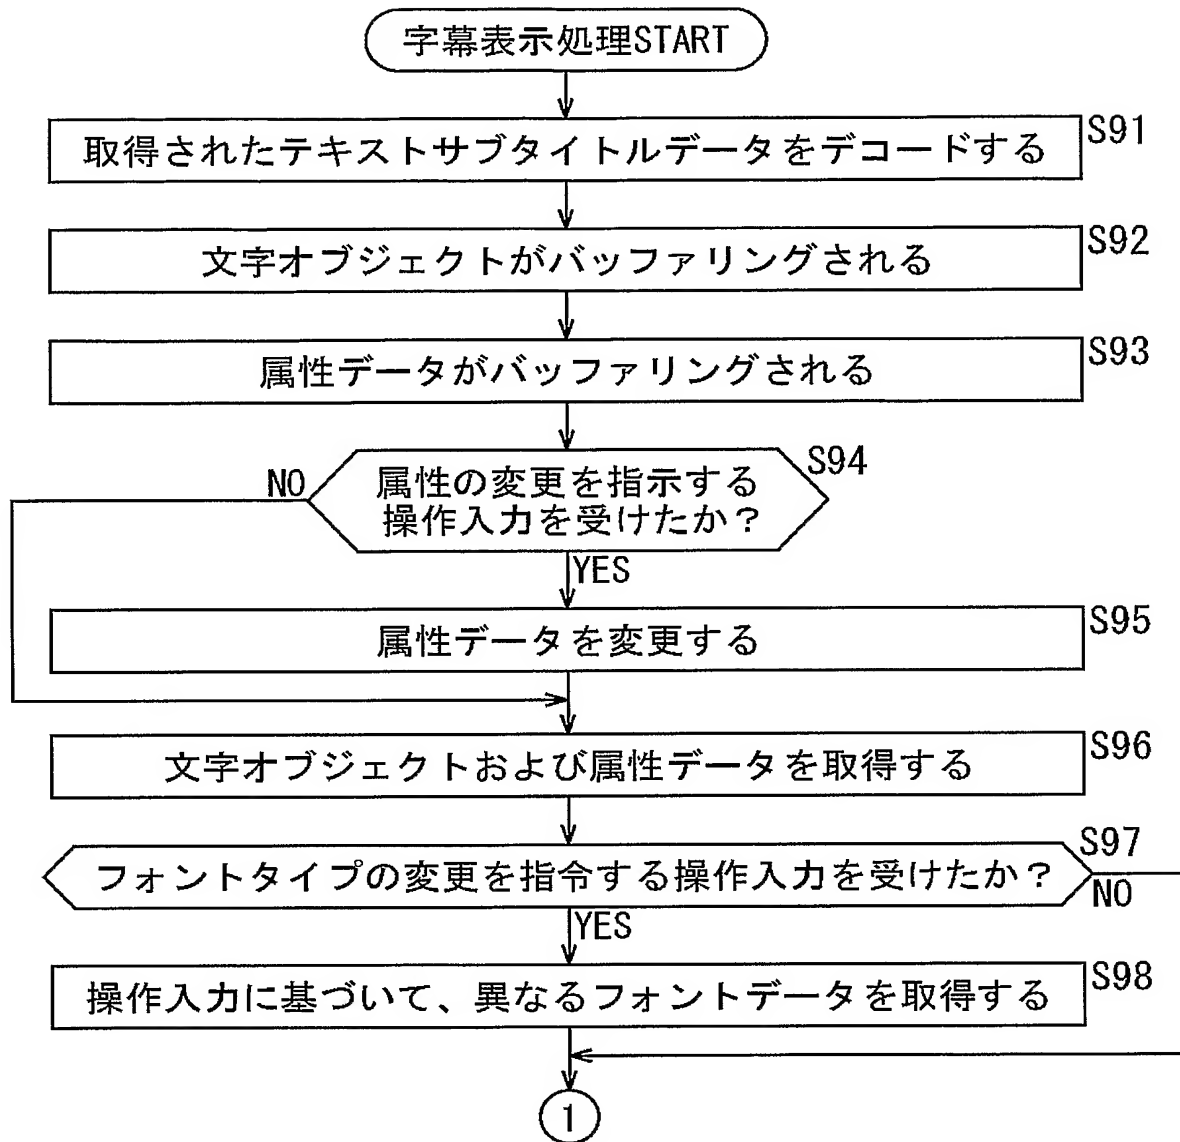 字幕表示処理START
取得されたテキストサブタイトルデータをデコードする
S91
文字オブジェクトがバッファリングされる
S92
属性データがバッファリングされる
S93
属性の変更を指示する
操作入力を受けたか?
S94
NO
YES
属性データを変更する
S95
文字オブジェクトおよび属性データを取得する
S96
フォントタイプの変更を指令する操作入力を受けたか?
S97
NO
YES
操作入力に基づいて、異なるフォントデータを取得する
S98
1